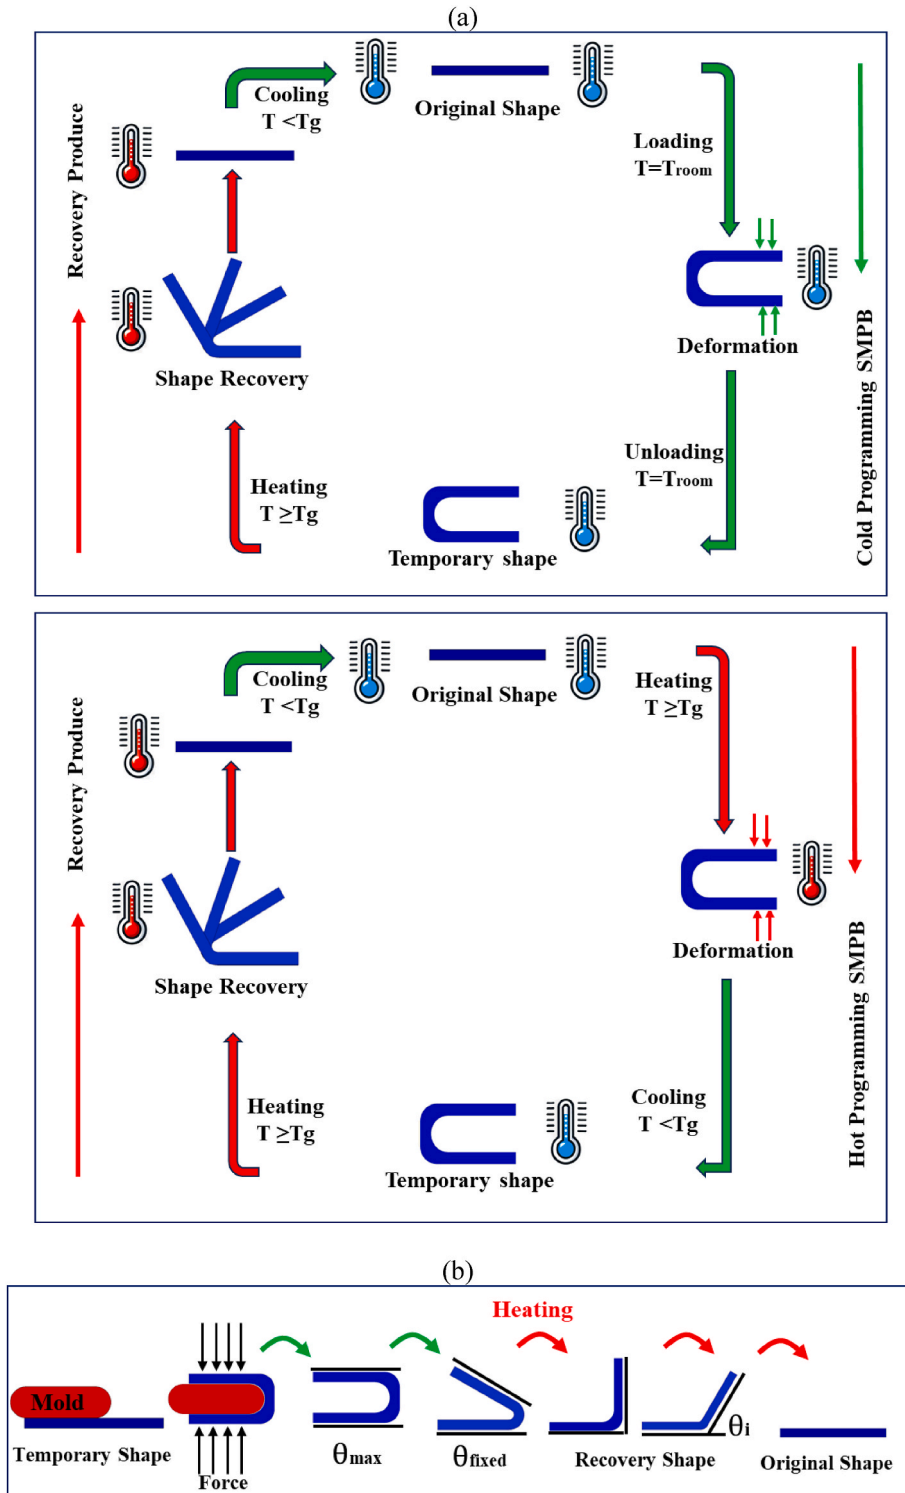 (a)
Cooling
T <Tg
Original Shape
Loading
T=Troom
Recovery Produce
Shape Recovery
Deformation
Cold Programming SMPB
Heating
T ≥Tg
Unloading
T=Troom
Temporary shape
Cooling
T <Tg
Original Shape
Heating
T ≥Tg
Recovery Produce
Shape Recovery
Deformation
Hot Programming SMPB
Heating
T ≥Tg
Cooling
T <Tg
Temporary shape
(b)
Heating
Mold
Temporary Shape
Force
θmax
θfixed
Recovery Shape
θi
Original Shape